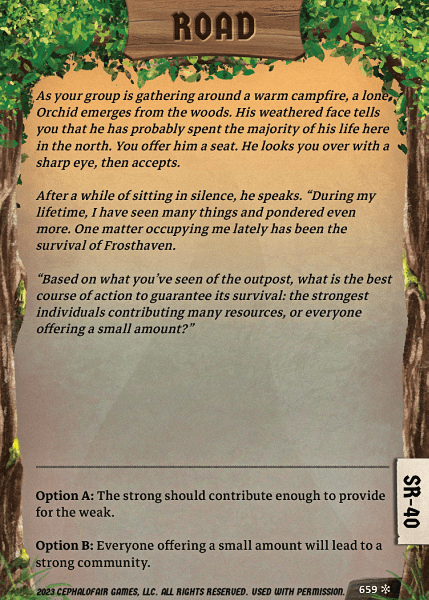 ROAD
As your group is gathering around a warm campfire, a lone
Orchid emerges from the woods. His weathered face tells
you that he has probably spent the majority of his life here
in the north. You offer him a seat. He looks you over with a
sharp eye, then accepts.
After a while of sitting in silence, he speaks. “During my
lifetime, I have seen many things and pondered even
more. One matter occupying me lately has been the
survival of Frosthaven.
“Based on what you’ve seen of the outpost, what is the best
course of action to guarantee its survival: the strongest
individuals contributing many resources, or everyone
offering a small amount?”
Option A: The strong should contribute enough to provide
for the weak.
Option B: Everyone offering a small amount will lead to a
strong community.
SR-40
2023 CEPHALOFAIR GAMES, LLC. ALL RIGHTS RESERVED. USED WITH PERMISSION.
659